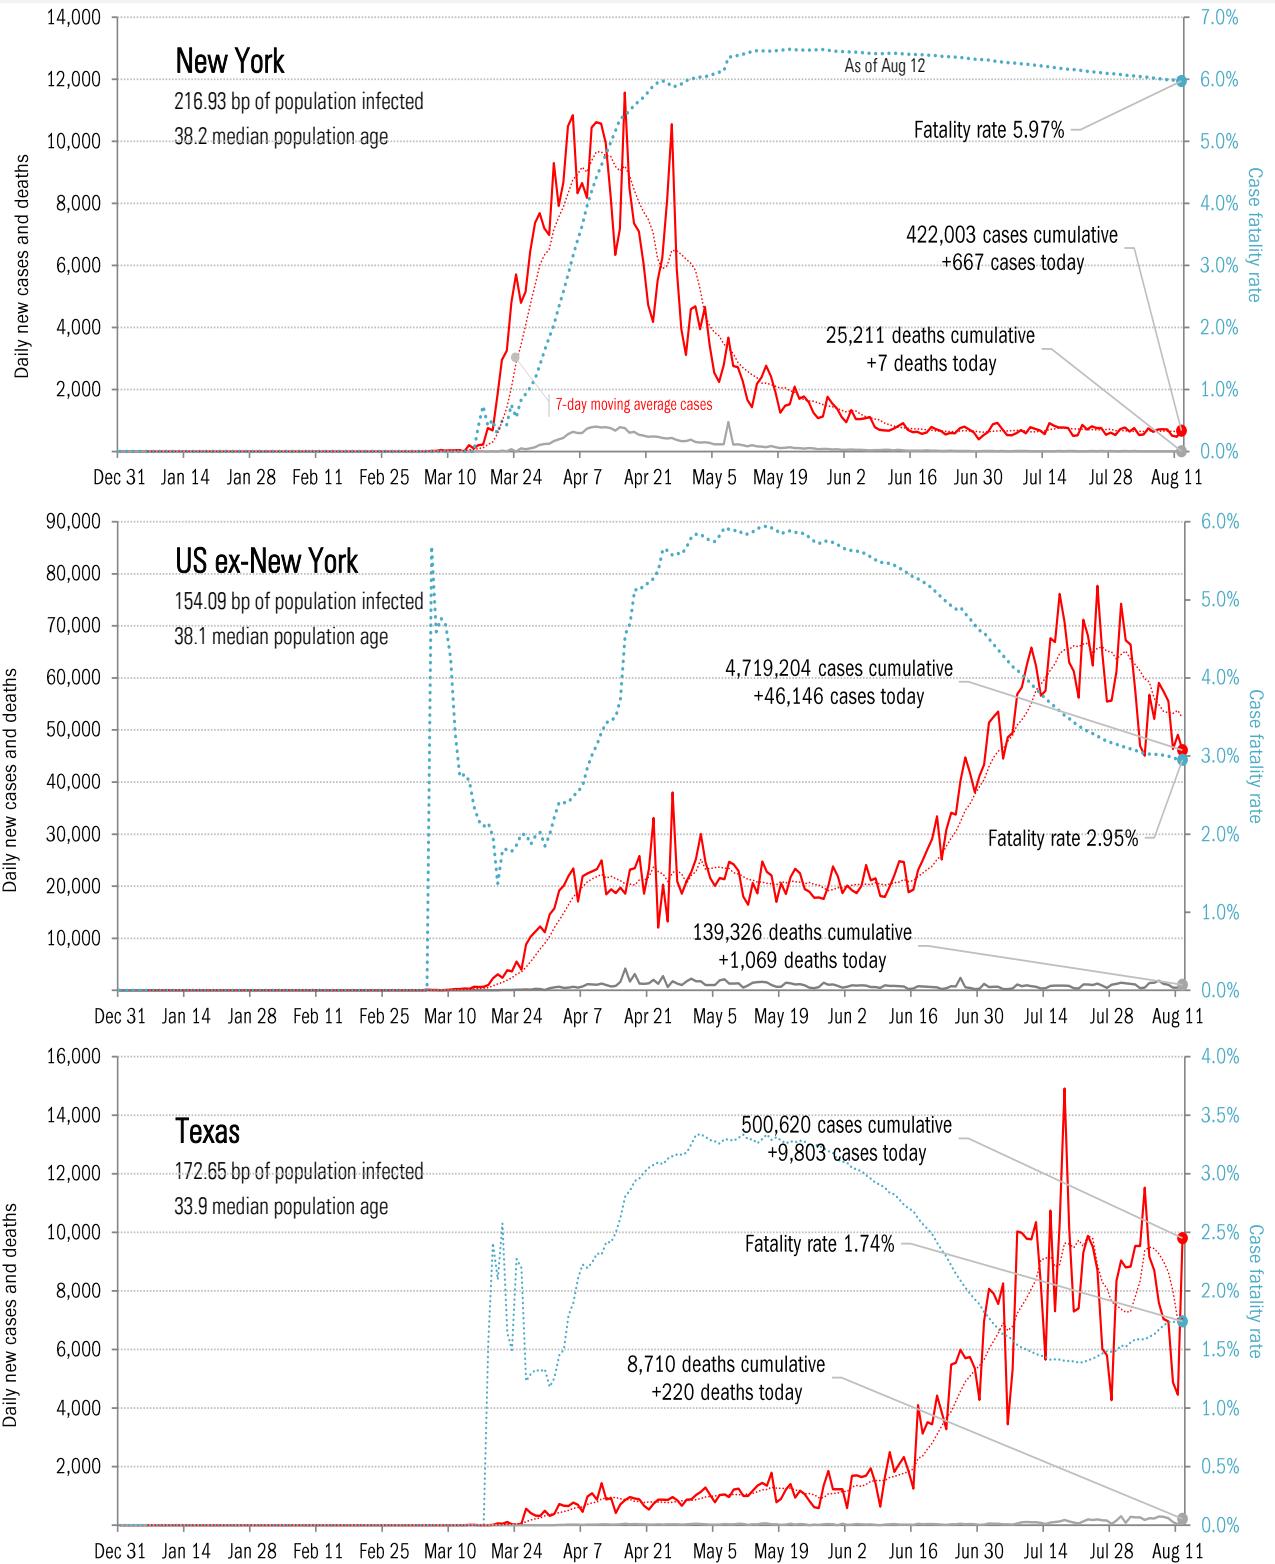 14,000
12,000
10,000
8,000
6,000
4,000
2,000
7.0%
6.0%
5.0%
4.0%
3.0%
2.0%
1.0%
0.0%
Daily new cases and deaths
Case fatality rate
New York
216.93 bp of population infected
38.2 median population age
As of Aug 12
Fatality rate 5.97%
422,003 cases cumulative
+667 cases today
25,211 deaths cumulative
+7 deaths today
7-day moving average cases
Dec 31 Jan 14 Jan 28 Feb 11 Feb 25 Mar 10 Mar 24 Apr 7 Apr 21 May 5 May 19 Jun 2 Jun 16 Jun 30 Jul 14 Jul 28 Aug 11
90,000
80,000
70,000
60,000
50,000
40,000
30,000
20,000
10,000
6.0%
5.0%
4.0%
3.0%
2.0%
1.0%
0.0%
Daily new cases and deaths
Case fatality rate
US ex-New York
154.09 bp of population infected
38.1 median population age
4,719,204 cases cumulative
+46,146 cases today
Fatality rate 2.95%
139,326 deaths cumulative
+1,069 deaths today
Dec 31 Jan 14 Jan 28 Feb 11 Feb 25 Mar 10 Mar 24 Apr 7 Apr 21 May 5 May 19 Jun 2 Jun 16 Jun 30 Jul 14 Jul 28 Aug 11
16,000
14,000
12,000
10,000
8,000
6,000
4,000
2,000
4.0%
3.5%
3.0%
2.5%
2.0%
1.5%
1.0%
0.5%
0.0%
Daily new cases and deaths
Case fatality rate
Texas
172.65 bp of population infected
33.9 median population age
500,620 cases cumulative
+9,803 cases today
Fatality rate 1.74%
8,710 deaths cumulative
+220 deaths today
Dec 31 Jan 14 Jan 28 Feb 11 Feb 25 Mar 10 Mar 24 Apr 7 Apr 21 May 5 May 19 Jun 2 Jun 16 Jun 30 Jul 14 Jul 28 Aug 11